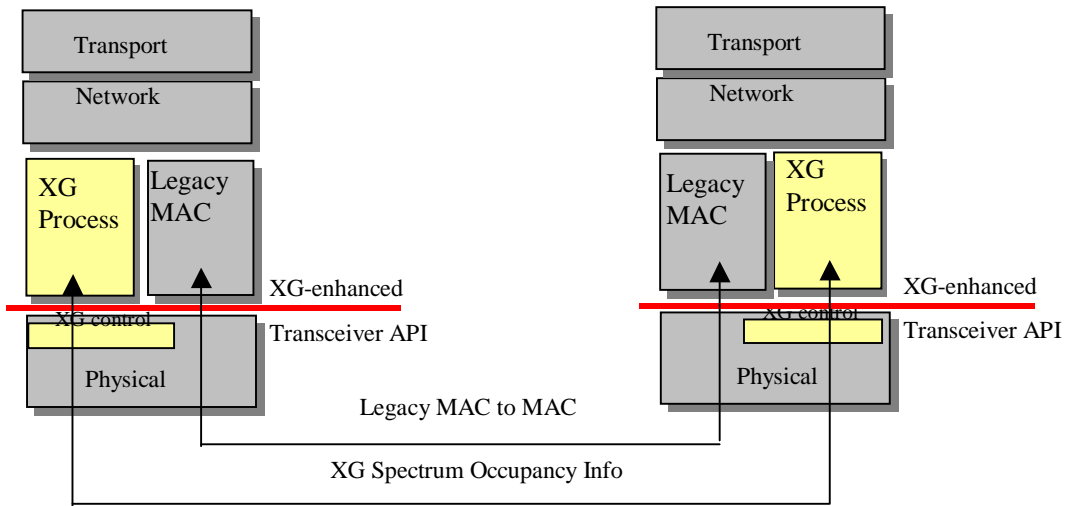 Transport
Network
XG
Process
Legacy
MAC
XG-enhanced
XG control
Transceiver API
Physical
Transport
Network
Legacy
MAC
XG
Process
XG-enhanced
XG control
Transceiver API
Physical
Legacy MAC to MAC
XG Spectrum Occupancy Info